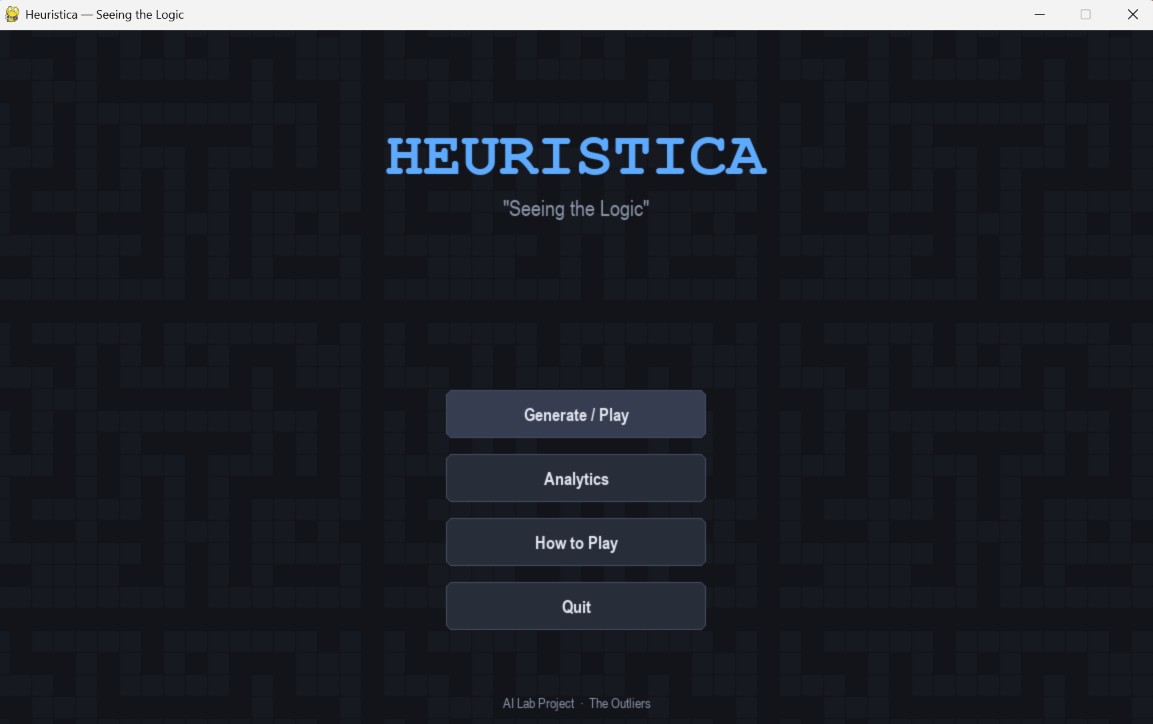 Heuristica — Seeing the Logic
HEURISTICA
"Seeing the Logic"
Generate / Play
Analytics
How to Play
Quit
AI Lab Project · The Outliers